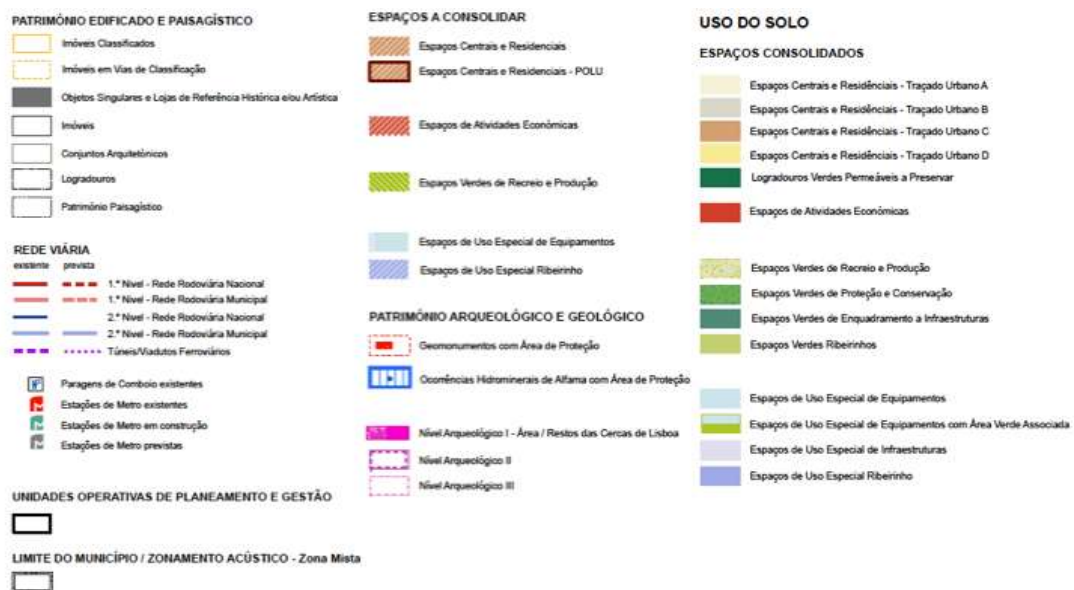 PATRIMÓNIO EDIFICADO E PAISAGÍSTICO
Imóveis Classificados
Imóveis em Vias de Classificação
Objetos Singulares e Lojas de Referência Histórica e/ou Artística
Imóveis
Conjuntos Arquitetónicos
Logradouros
Património Paisagístico
REDE VIÁRIA
existente prevista
1.º Nível - Rede Rodoviária Nacional
1.º Nível - Rede Rodoviária Municipal
2.º Nível - Rede Rodoviária Nacional
2.º Nível - Rede Rodoviária Municipal
Túneis/Viadutos Ferroviários
Paragens de Comboio existentes
Estações de Metro existentes
Estações de Metro em construção
Estações de Metro previstas
UNIDADES OPERATIVAS DE PLANEAMENTO E GESTÃO
LIMITE DO MUNICÍPIO / ZONAMENTO ACÚSTICO - Zona Mista
ESPAÇOS A CONSOLIDAR
Espaços Centrais e Residenciais
Espaços Centrais e Residenciais - POLU
Espaços de Atividades Económicas
Espaços Verdes de Recreio e Produção
Espaços de Uso Especial de Equipamentos
Espaços de Uso Especial Ribeirinho
PATRIMÓNIO ARQUEOLÓGICO E GEOLÓGICO
Geomonumentos com Área de Proteção
Ocorrências Hidrominerais de Alfama com Área de Proteção
Nível Arqueológico I - Área / Restos das Cercas de Lisboa
Nível Arqueológico II
Nível Arqueológico III
USO DO SOLO
ESPAÇOS CONSOLIDADOS
Espaços Centrais e Residênciais - Traçado Urbano A
Espaços Centrais e Residênciais - Traçado Urbano B
Espaços Centrais e Residênciais - Traçado Urbano C
Espaços Centrais e Residênciais - Traçado Urbano D
Logradouros Verdes Permeáveis a Preservar
Espaços de Atividades Económicas
Espaços Verdes de Recreio e Produção
Espaços Verdes de Proteção e Conservação
Espaços Verdes de Enquadramento a Infraestruturas
Espaços Verdes Ribeirinhos
Espaços de Uso Especial de Equipamentos
Espaços de Uso Especial de Equipamentos com Área Verde Associada
Espaços de Uso Especial de Infraestruturas
Espaços de Uso Especial Ribeirinho